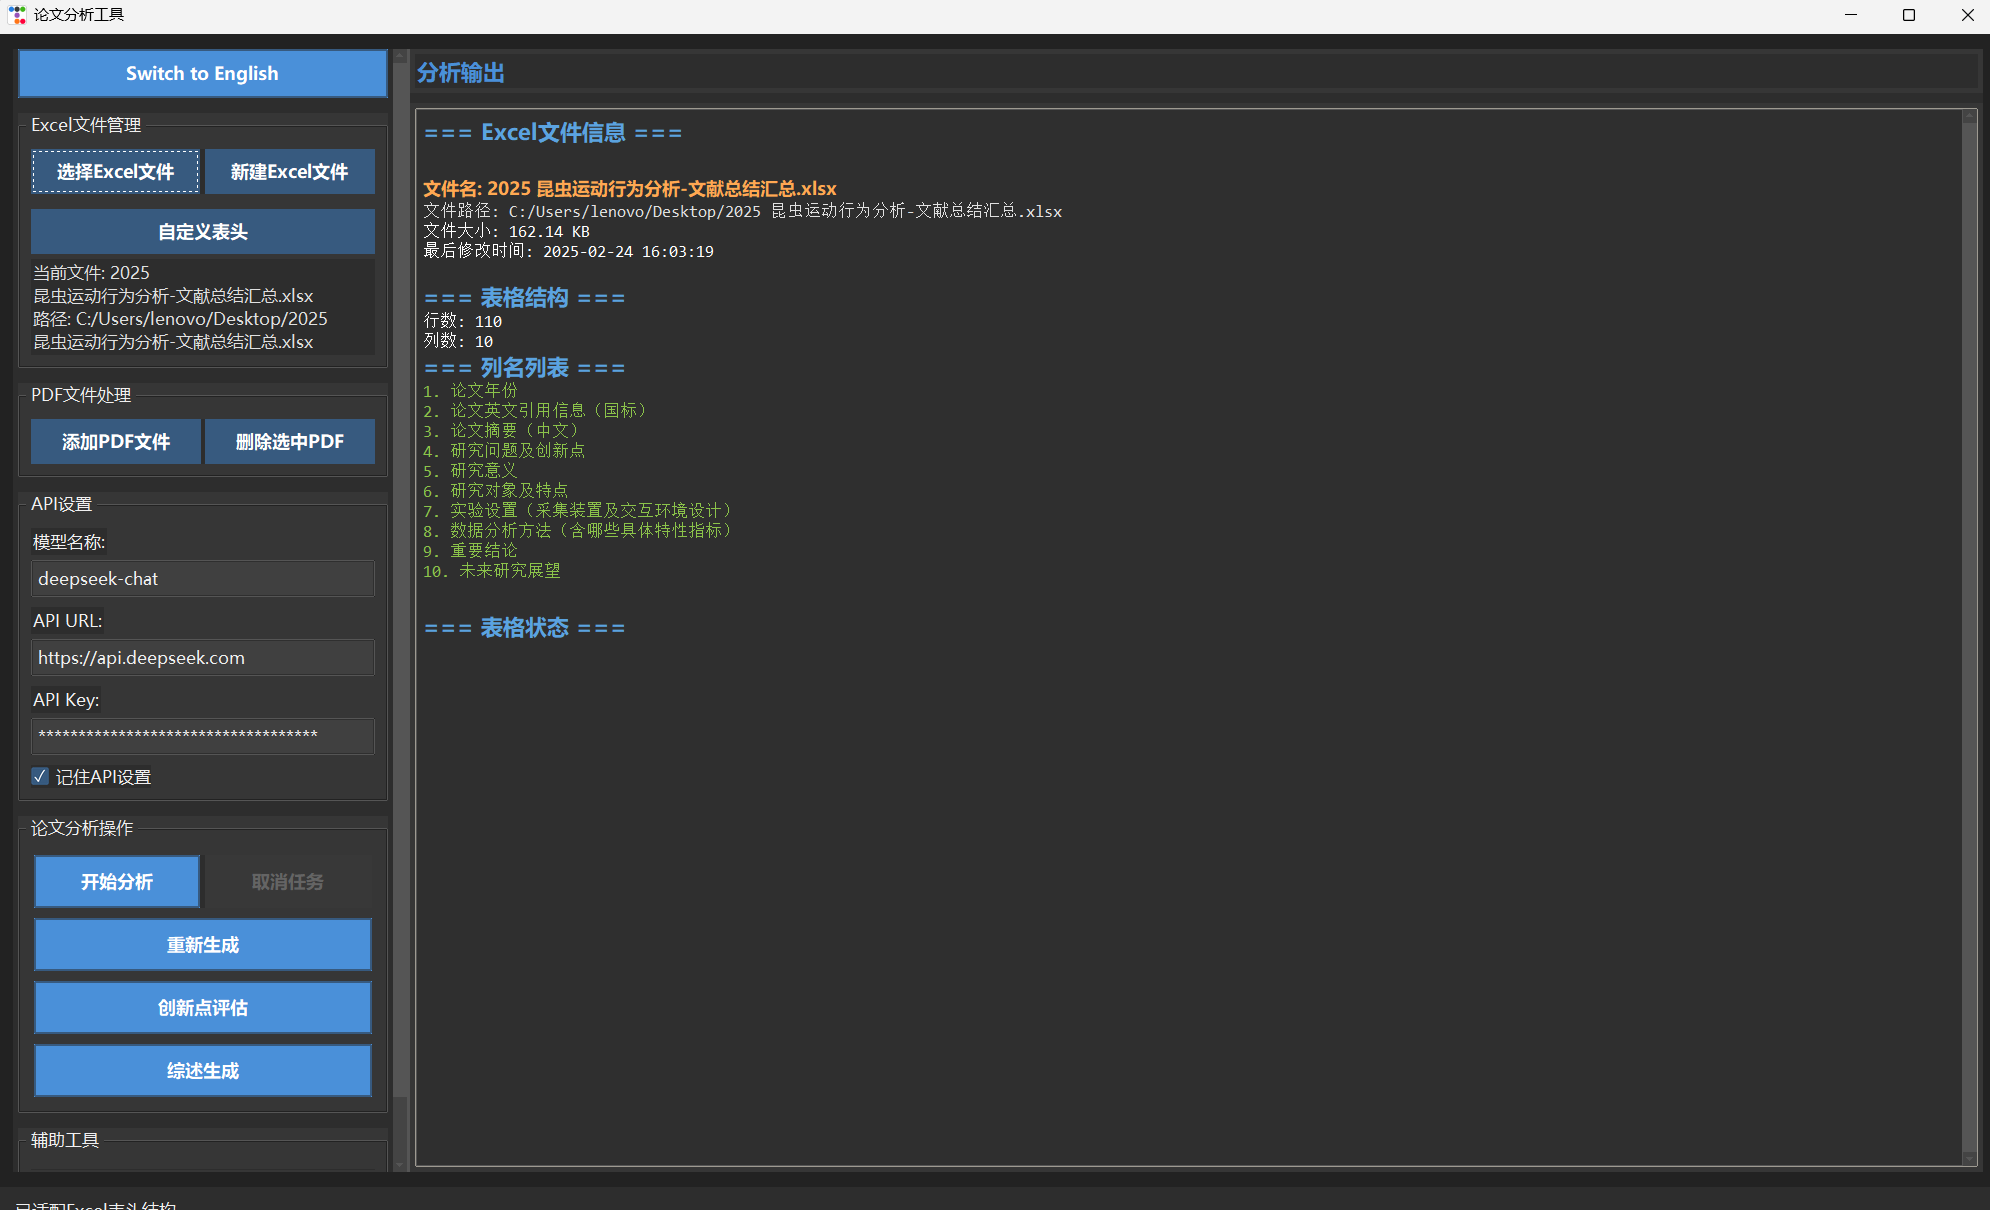 论文分析工具
Switch to English
Excel文件管理
选择Excel文件
新建Excel文件
自定义表头
当前文件: 2025
昆虫运动行为分析-文献总结汇总.xlsx
路径: C:/Users/lenovo/Desktop/2025
昆虫运动行为分析-文献总结汇总.xlsx
PDF文件处理
添加PDF文件
删除选中PDF
API设置
模型名称:
deepseek-chat
API URL:
https://api.deepseek.com
API Key:
***********************************
记住API设置
论文分析操作
开始分析
取消任务
重新生成
创新点评估
综述生成
辅助工具
分析输出
=== Excel文件信息 ===
文件名: 2025 昆虫运动行为分析-文献总结汇总.xlsx
文件路径: C:/Users/lenovo/Desktop/2025 昆虫运动行为分析-文献总结汇总.xlsx
文件大小: 162.14 KB
最后修改时间: 2025-02-24 16:03:19
=== 表格结构 ===
行数: 110
列数: 10
=== 列名列表 ===
1. 论文年份
2. 论文英文引用信息（国标）
3. 论文摘要（中文）
4. 研究问题及创新点
5. 研究意义
6. 研究对象及特点
7. 实验设置（采集装置及交互环境设计）
8. 数据分析方法（含哪些具体特性指标）
9. 重要结论
10. 未来研究展望
=== 表格状态 ===
已适配Excel表头结构